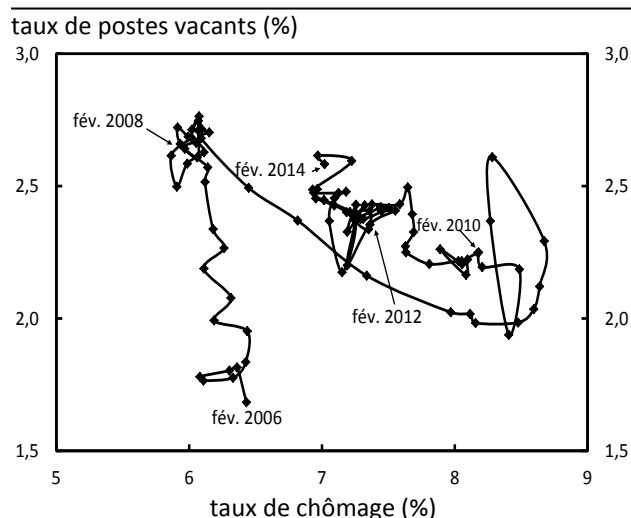 taux de postes vacants (%)
3,0
3,0
fév. 2008
2,5
2,5
fév. 2014
fév. 2010
2,0
fév. 2012
2,0
fév. 2006
1,5
1,5
5
6
7
8
9
taux de chômage (%)